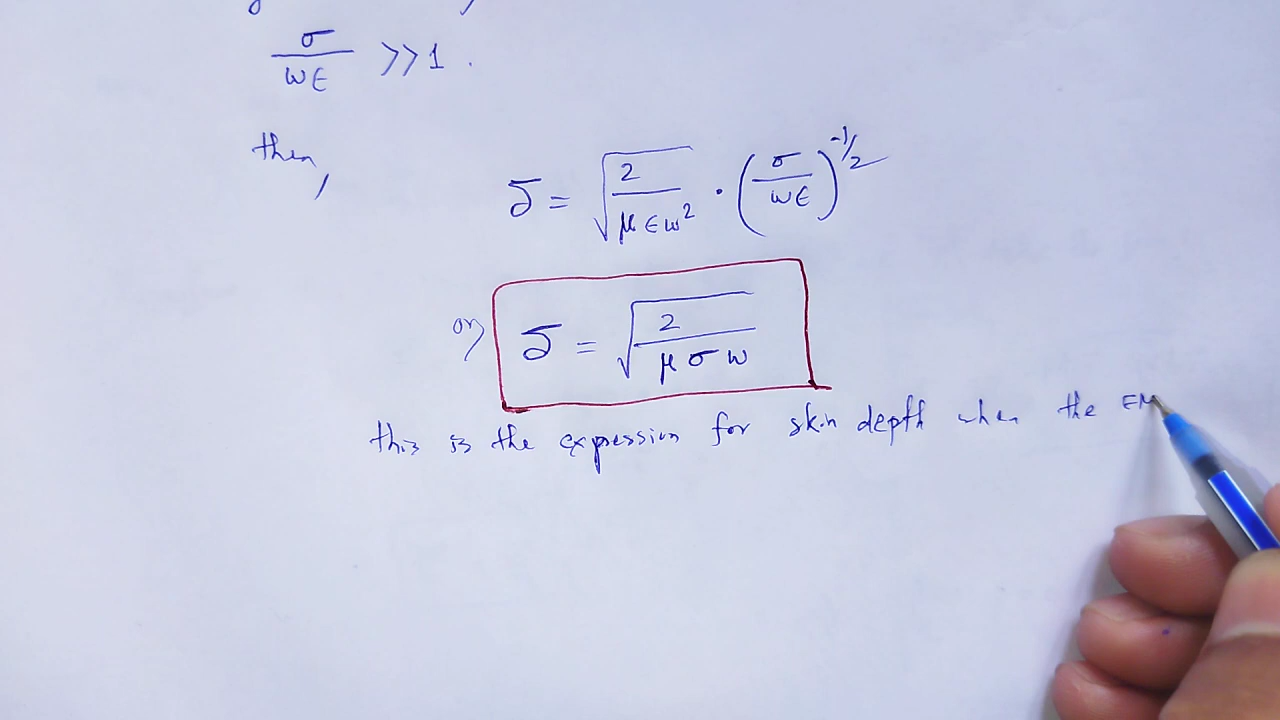 σ/ωϵ >> 1 .
then,
δ = √(2/μϵω²) · (σ/ωϵ)^(-1/2)
or, δ = √(2/μσω)
this is the expression for skin depth when the EM